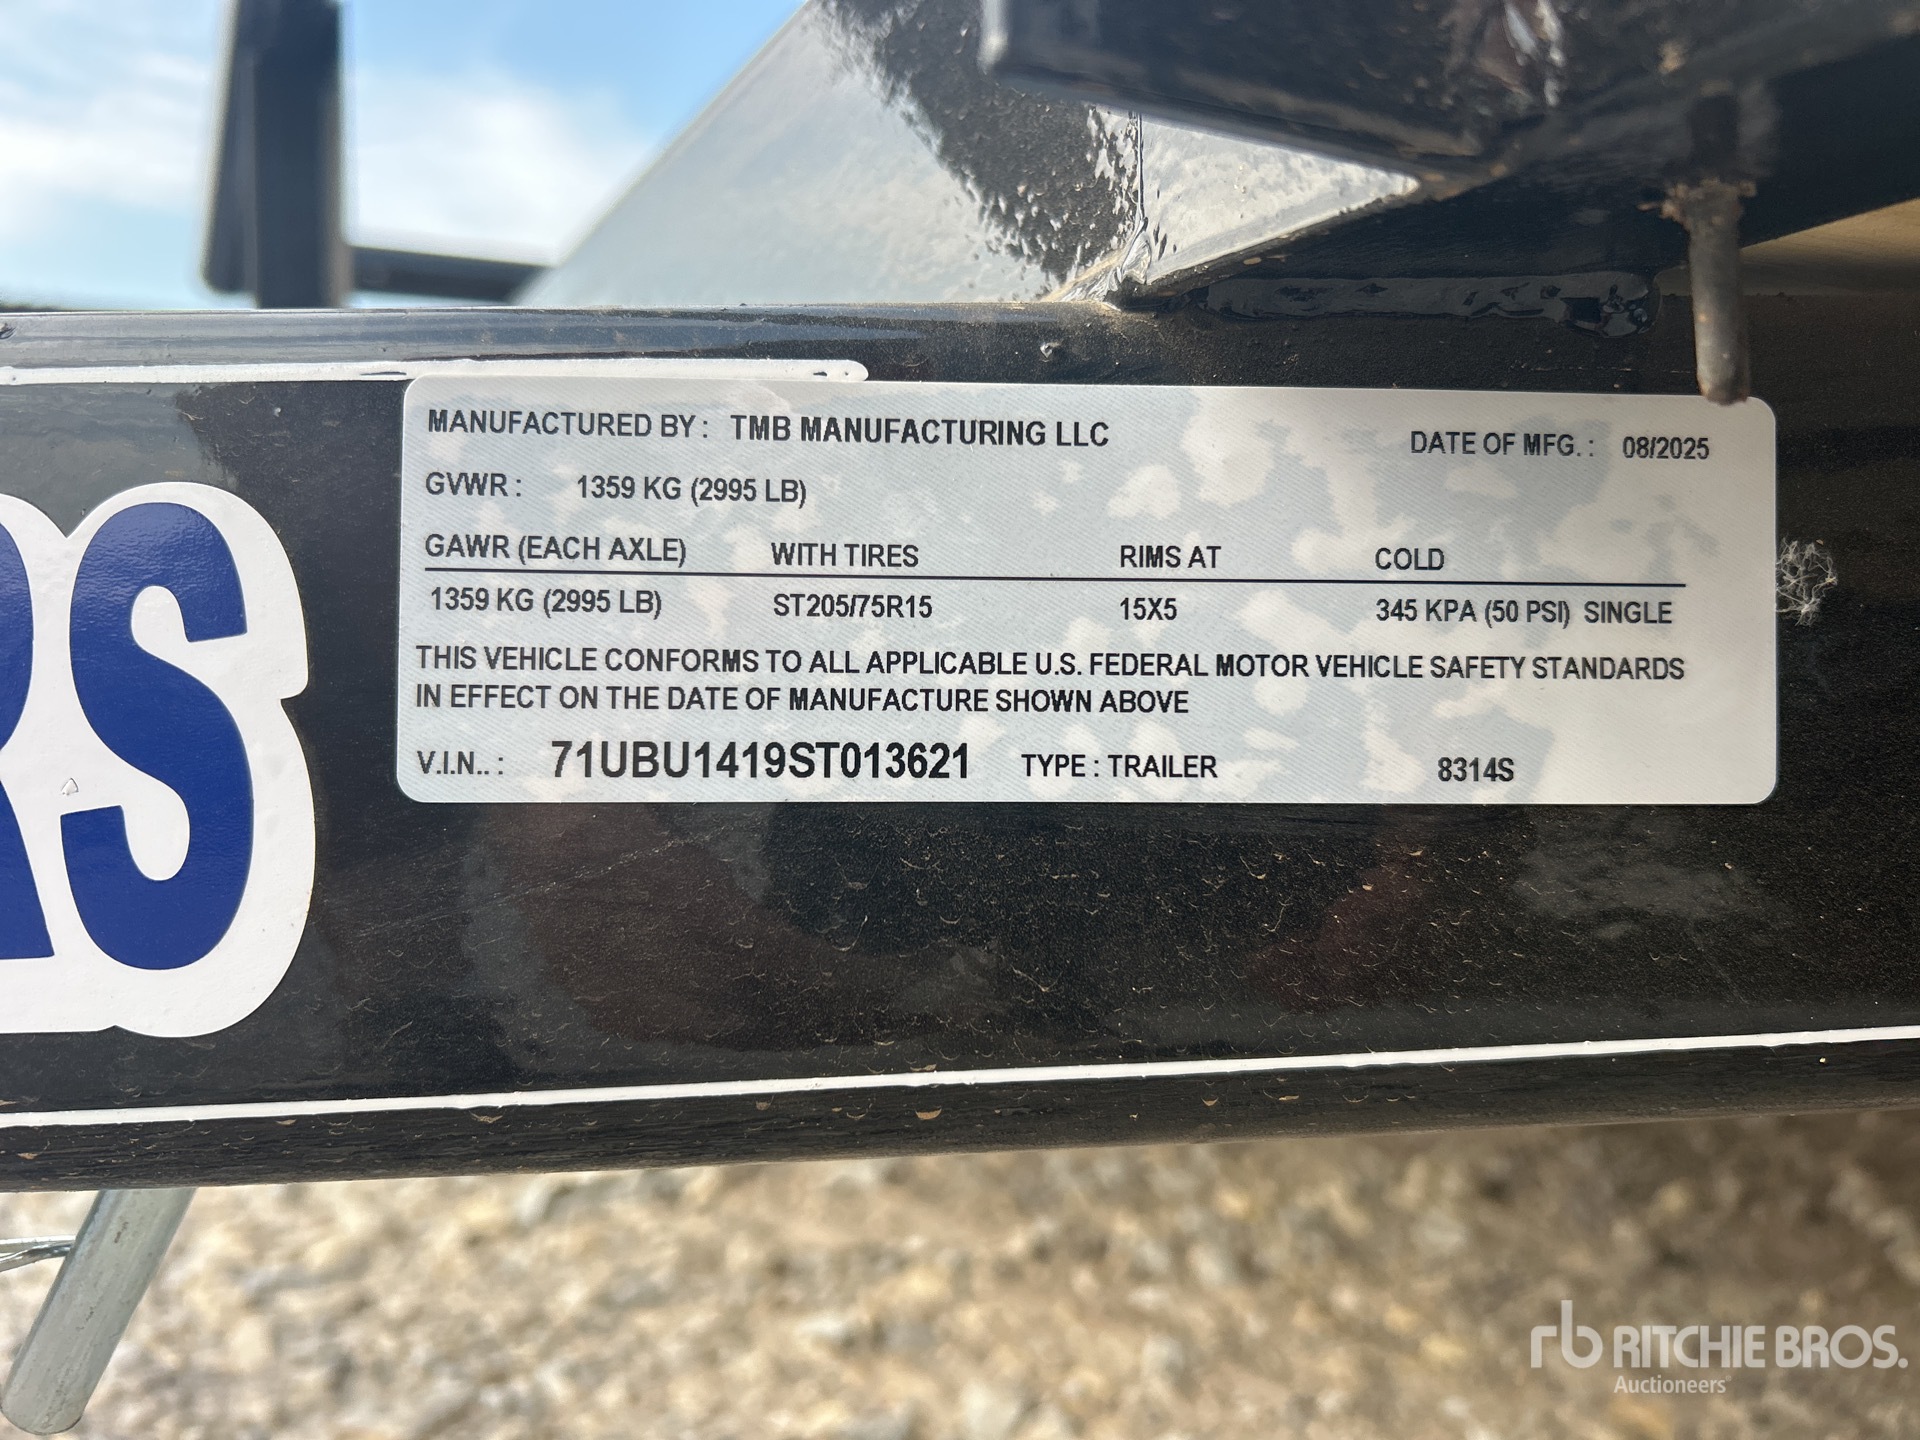 MANUFACTURED BY : TMB MANUFACTURING LLC DATE OF MFG. : 08/2025
GVWR : 1359 KG (2995 LB)
GAWR (EACH AXLE) WITH TIRES RIMS AT COLD
1359 KG (2995 LB) ST205/75R15 15X5 345 KPA (50 PSI) SINGLE
THIS VEHICLE CONFORMS TO ALL APPLICABLE U.S. FEDERAL MOTOR VEHICLE SAFETY STANDARDS
IN EFFECT ON THE DATE OF MANUFACTURE SHOWN ABOVE
V.I.N.. : 71UBU1419ST013621 TYPE : TRAILER 8314S
RS
rb RITCHIE BROS.
Auctioneers